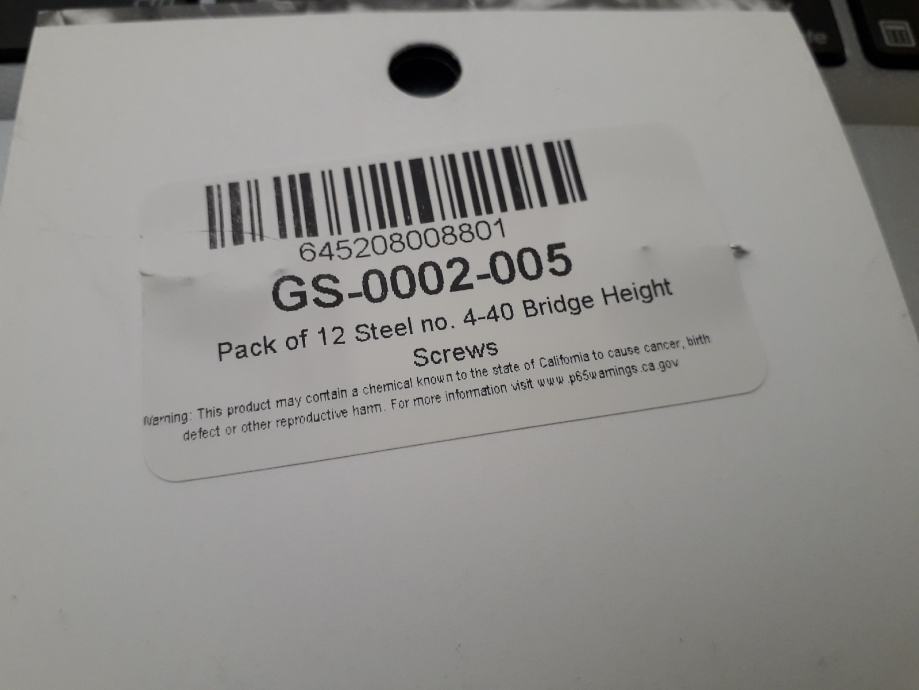 645208008801
GS-0002-005
Pack of 12 Steel no. 4-40 Bridge Height
Screws
Warning: This product may contain a chemical known to the state of California to cause cancer, birth
defect or other reproductive harm. For more information visit www.p65warnings.ca.gov